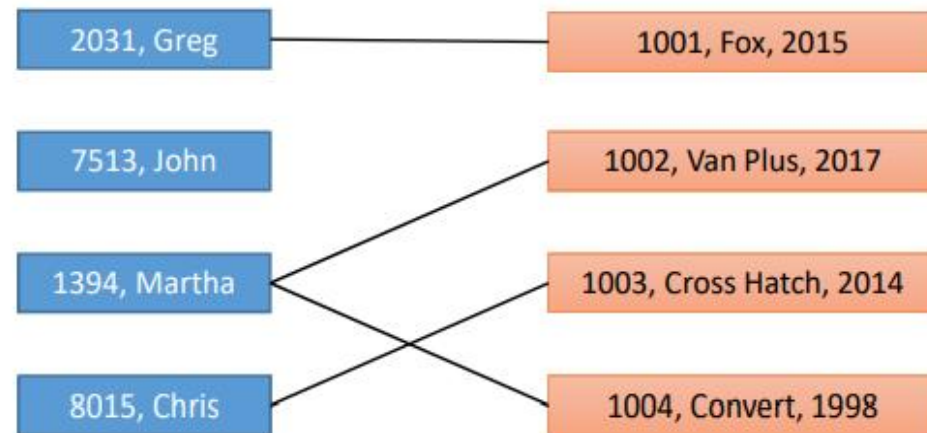 2031, Greg
1001, Fox, 2015
7513, John
1002, Van Plus, 2017
1394, Martha
1003, Cross Hatch, 2014
8015, Chris
1004, Convert, 1998